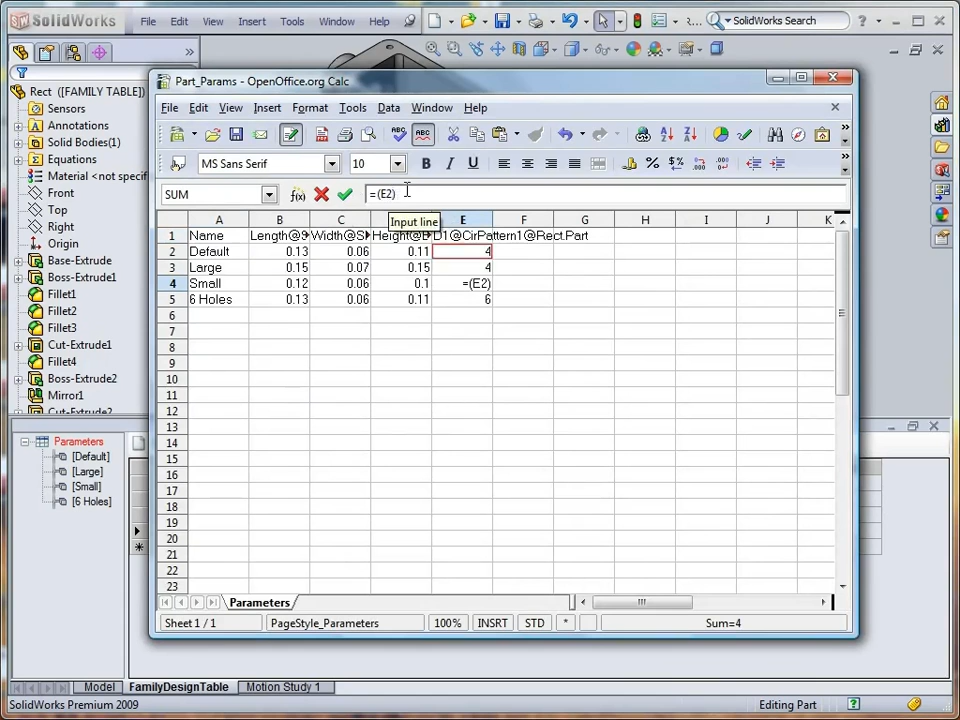 SolidWorks File Edit View Insert Tools Window Help SolidWorks Search
Part_Params - OpenOffice.org Calc
File Edit View Insert Format Tools Data Window Help
MS Sans Serif 10
SUM =(E2)
Input line
A B C D E F G H I J K
1 Name Length@S Width@S Height@ D1@CirPattern1@Rect.Part
2 Default 0.13 0.06 0.11 4
3 Large 0.15 0.07 0.15 4
4 Small 0.12 0.06 0.1 =(E2)
5 6 Holes 0.13 0.06 0.11 6
6
7
8
9
10
11
12
13
14
15
16
17
18
19
20
21
22
23
Parameters
Sheet 1 / 1 PageStyle_Parameters 100% INSRT STD * Sum=4
Rect ([FAMILY TABLE])
Sensors
Annotations
Solid Bodies(1)
Equations
Material <not specif
Front
Top
Right
Origin
Base-Extrude
Boss-Extrude1
Fillet1
Fillet2
Fillet3
Cut-Extrude1
Fillet4
Boss-Extrude2
Mirror1
Cut-Extrude2
Parameters
[Default]
[Large]
[Small]
[6 Holes]
Model FamilyDesignTable Motion Study 1
SolidWorks Premium 2009 Editing Part